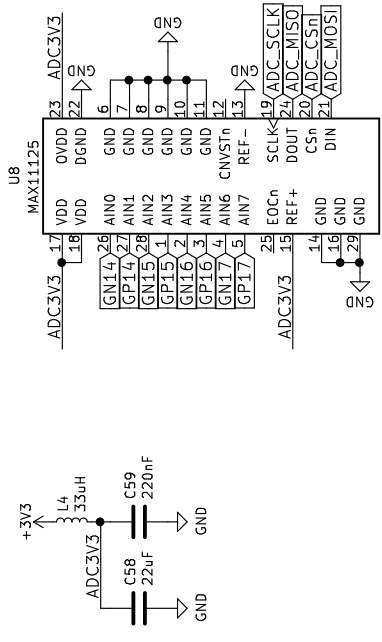 U8
MAX11125
ADC3V3
17 VDD OVDD 23 ADC3V3
18 VDD DGND 22 GND
GN14 26 AIN0 GND 6
GP14 27 AIN1 GND 7
GN15 28 AIN2 GND 8
GP15 1 AIN3 GND 9 GND
GN16 2 AIN4 GND 10
GP16 3 AIN5 GND 11
GN17 4 AIN6 CNVSTn 12
GP17 5 AIN7 REF- 13 GND
25 EOCn SCLK 19 ADC_SCLK
ADC3V3 15 REF+ DOUT 24 ADC_MISO
CSn 20 ADC_CSn
14 GND DIN 21 ADC_MOSI
16 GND
29 GND
GND
+3V3
L4
33uH
ADC3V3
C58
22uF
GND
C59
220nF
GND